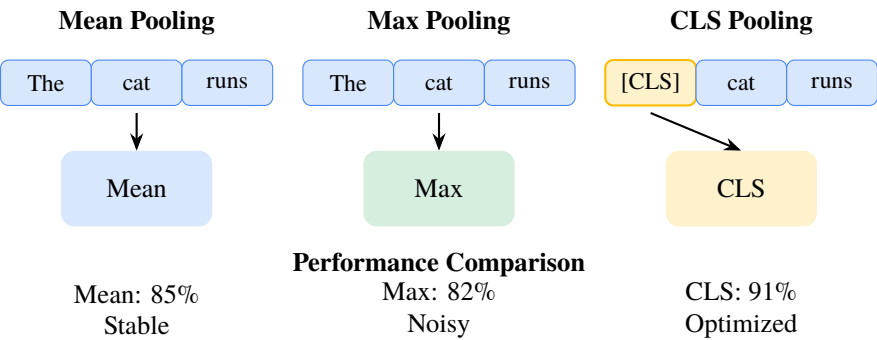 Mean Pooling Max Pooling CLS Pooling
The cat runs The cat runs [CLS] cat runs
Mean Max CLS
Performance Comparison
Mean: 85% Max: 82% CLS: 91%
Stable Noisy Optimized